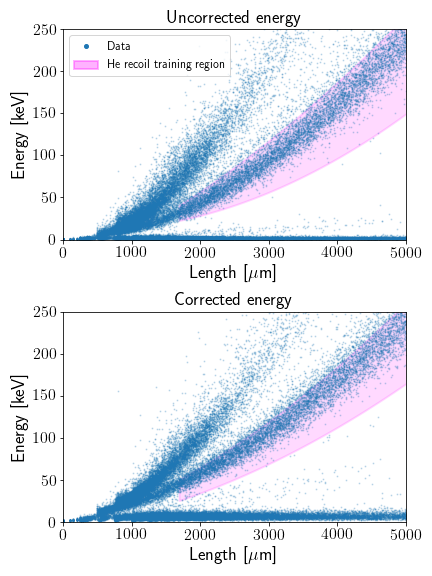 Uncorrected energy
250
200
150
100
50
0
Energy [keV]
Data
He recoil training region
0 1000 2000 3000 4000 5000
Length [μm]
Corrected energy
250
200
150
100
50
0
Energy [keV]
0 1000 2000 3000 4000 5000
Length [μm]